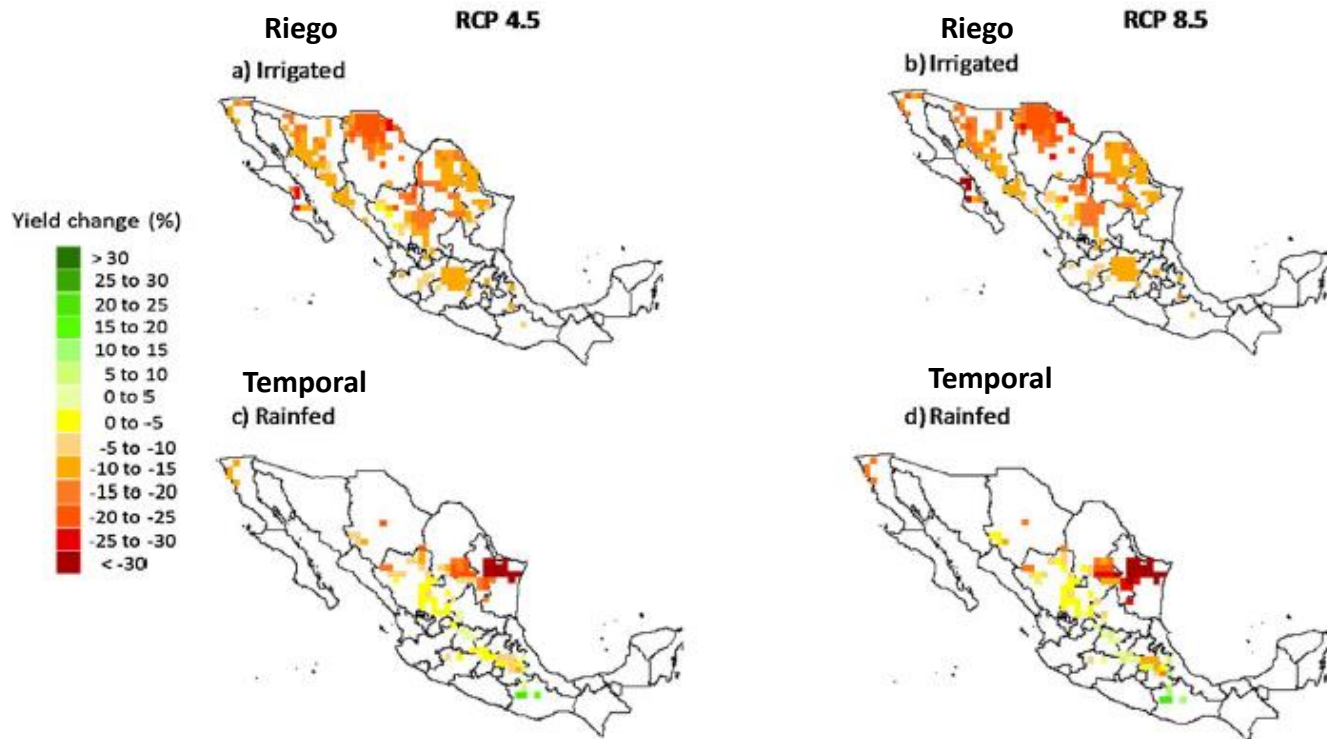 Riego
RCP 4.5
a) Irrigated
Riego
RCP 8.5
b) Irrigated
Yield change (%)
> 30
25 to 30
20 to 25
15 to 20
10 to 15
5 to 10
0 to 5
0 to -5
-5 to -10
-10 to -15
-15 to -20
-20 to -25
-25 to -30
< -30
Temporal
c) Rainfed
Temporal
d) Rainfed